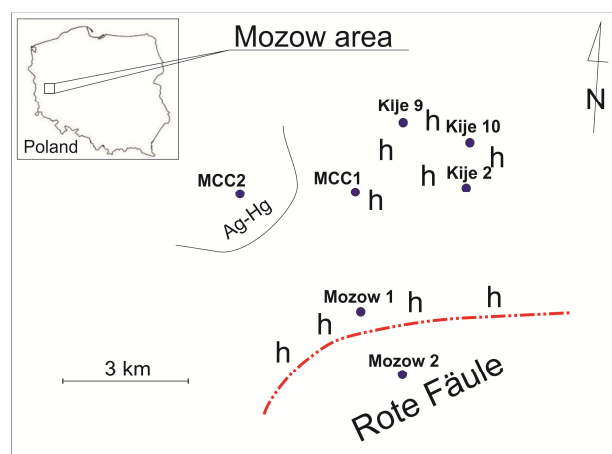 Mozow area
Poland
N
Kije 9
h
Kije 10
h
h
MCC2
MCC1
h
Kije 2
h
Ag-Hg
Mozow 1
h
h
h
h
3 km
Mozow 2
Rote Fäule